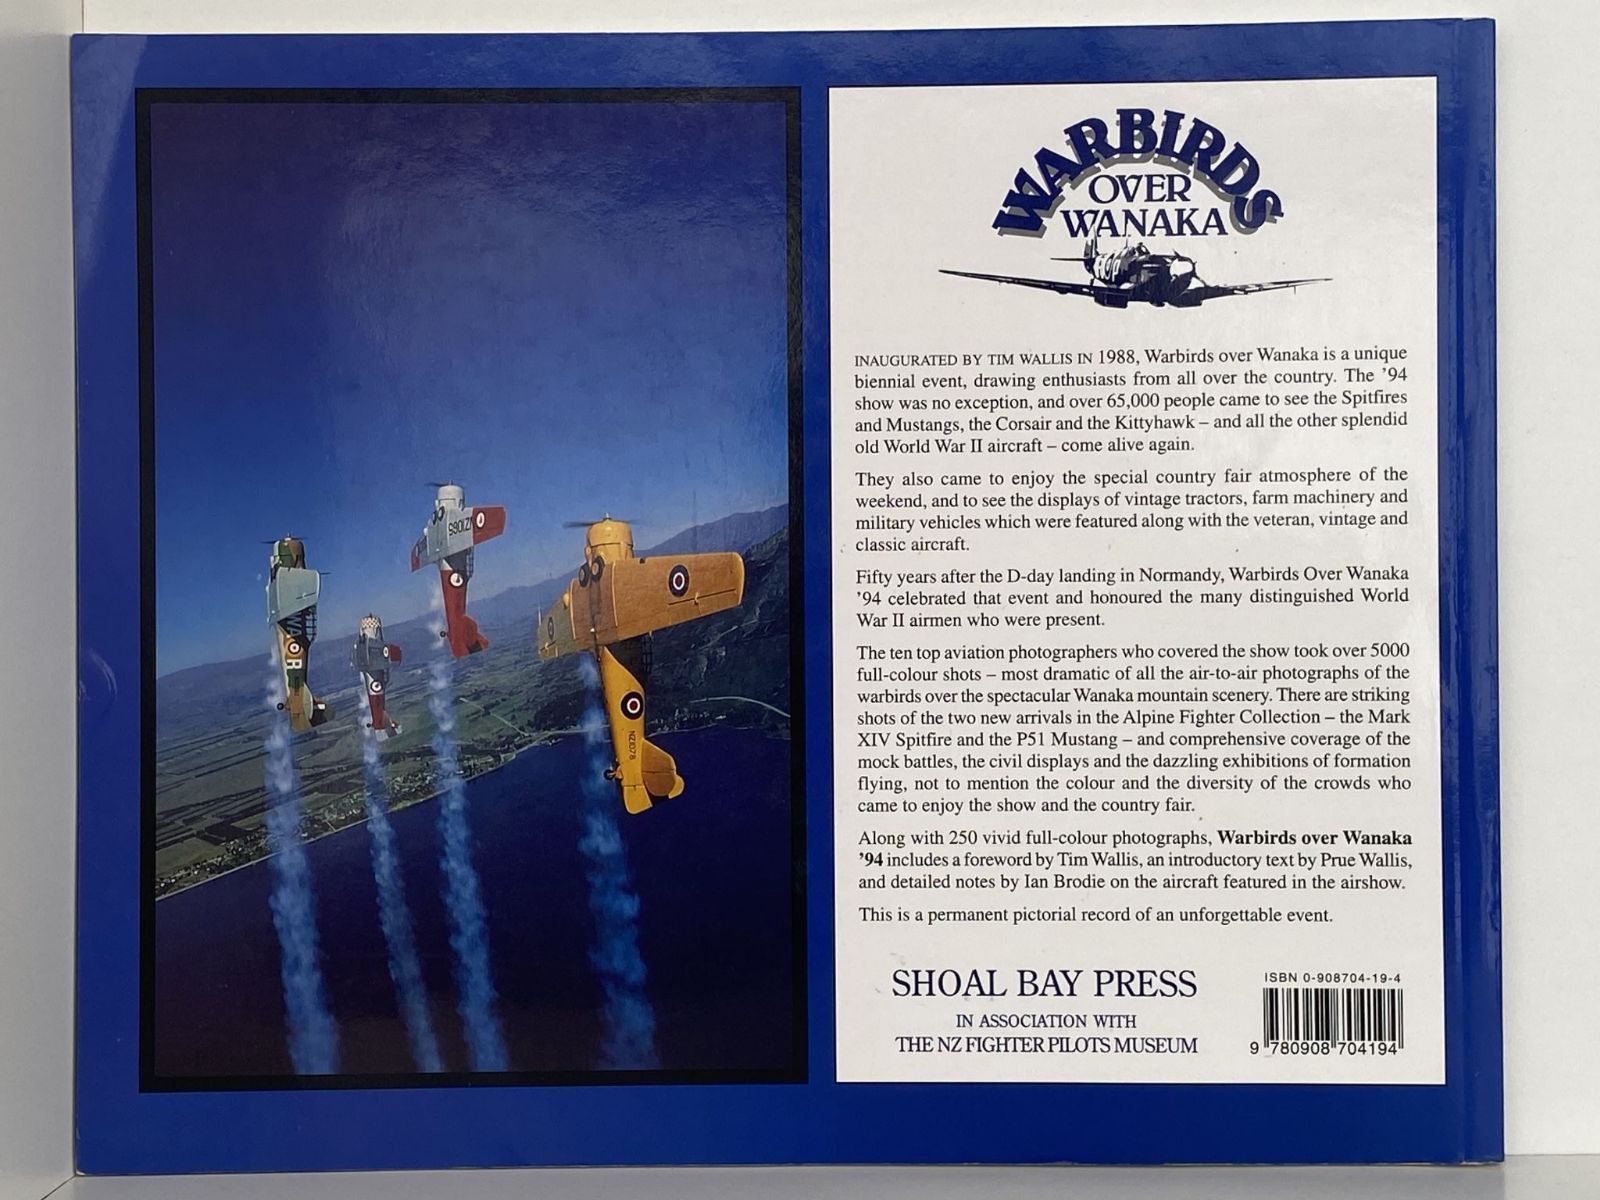 WARBIRDS
OVER
WANAKA
HOP
INAUGURATED BY TIM WALLIS IN 1988, Warbirds over Wanaka is a unique
biennial event, drawing enthusiasts from all over the country. The ’94
show was no exception, and over 65,000 people came to see the Spitfires
and Mustangs, the Corsair and the Kittyhawk – and all the other splendid
old World War II aircraft – come alive again.
They also came to enjoy the special country fair atmosphere of the
weekend, and to see the displays of vintage tractors, farm machinery and
military vehicles which were featured along with the veteran, vintage and
classic aircraft.
Fifty years after the D-day landing in Normandy, Warbirds Over Wanaka
’94 celebrated that event and honoured the many distinguished World
War II airmen who were present.
The ten top aviation photographers who covered the show took over 5000
full-colour shots – most dramatic of all the air-to-air photographs of the
warbirds over the spectacular Wanaka mountain scenery. There are striking
shots of the two new arrivals in the Alpine Fighter Collection – the Mark
XIV Spitfire and the P51 Mustang – and comprehensive coverage of the
mock battles, the civil displays and the dazzling exhibitions of formation
flying, not to mention the colour and the diversity of the crowds who
came to enjoy the show and the country fair.
Along with 250 vivid full-colour photographs, Warbirds over Wanaka
’94 includes a foreword by Tim Wallis, an introductory text by Prue Wallis,
and detailed notes by Ian Brodie on the aircraft featured in the airshow.
This is a permanent pictorial record of an unforgettable event.
SHOAL BAY PRESS
IN ASSOCIATION WITH
THE NZ FIGHTER PILOTS MUSEUM
ISBN 0-908704-19-4
9 780908 704194
NZ1065
NZ1078